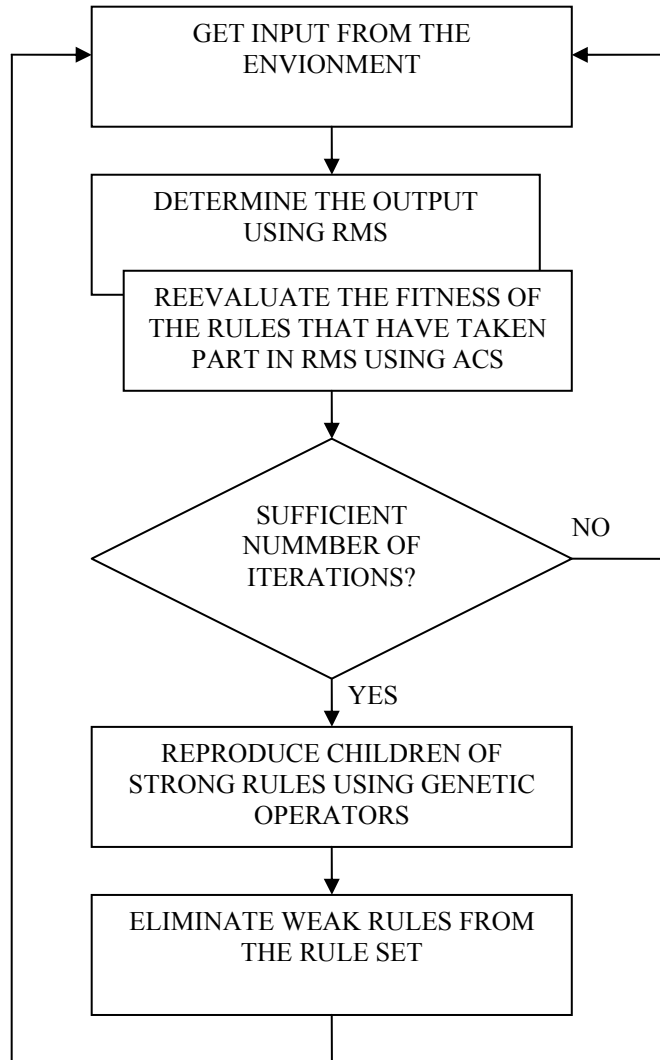 GET INPUT FROM THE
ENVIONMENT
DETERMINE THE OUTPUT
USING RMS
REEVALUATE THE FITNESS OF
THE RULES THAT HAVE TAKEN
PART IN RMS USING ACS
SUFFICIENT
NUMMBER OF
ITERATIONS?
NO
YES
REPRODUCE CHILDREN OF
STRONG RULES USING GENETIC
OPERATORS
ELIMINATE WEAK RULES FROM
THE RULE SET